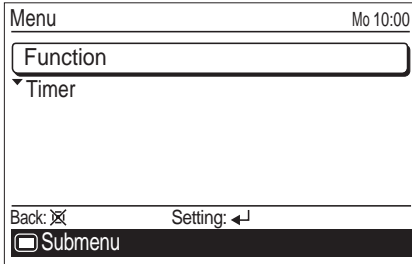 Menu Mo 10:00
Function
Timer
Back: Setting:
Submenu